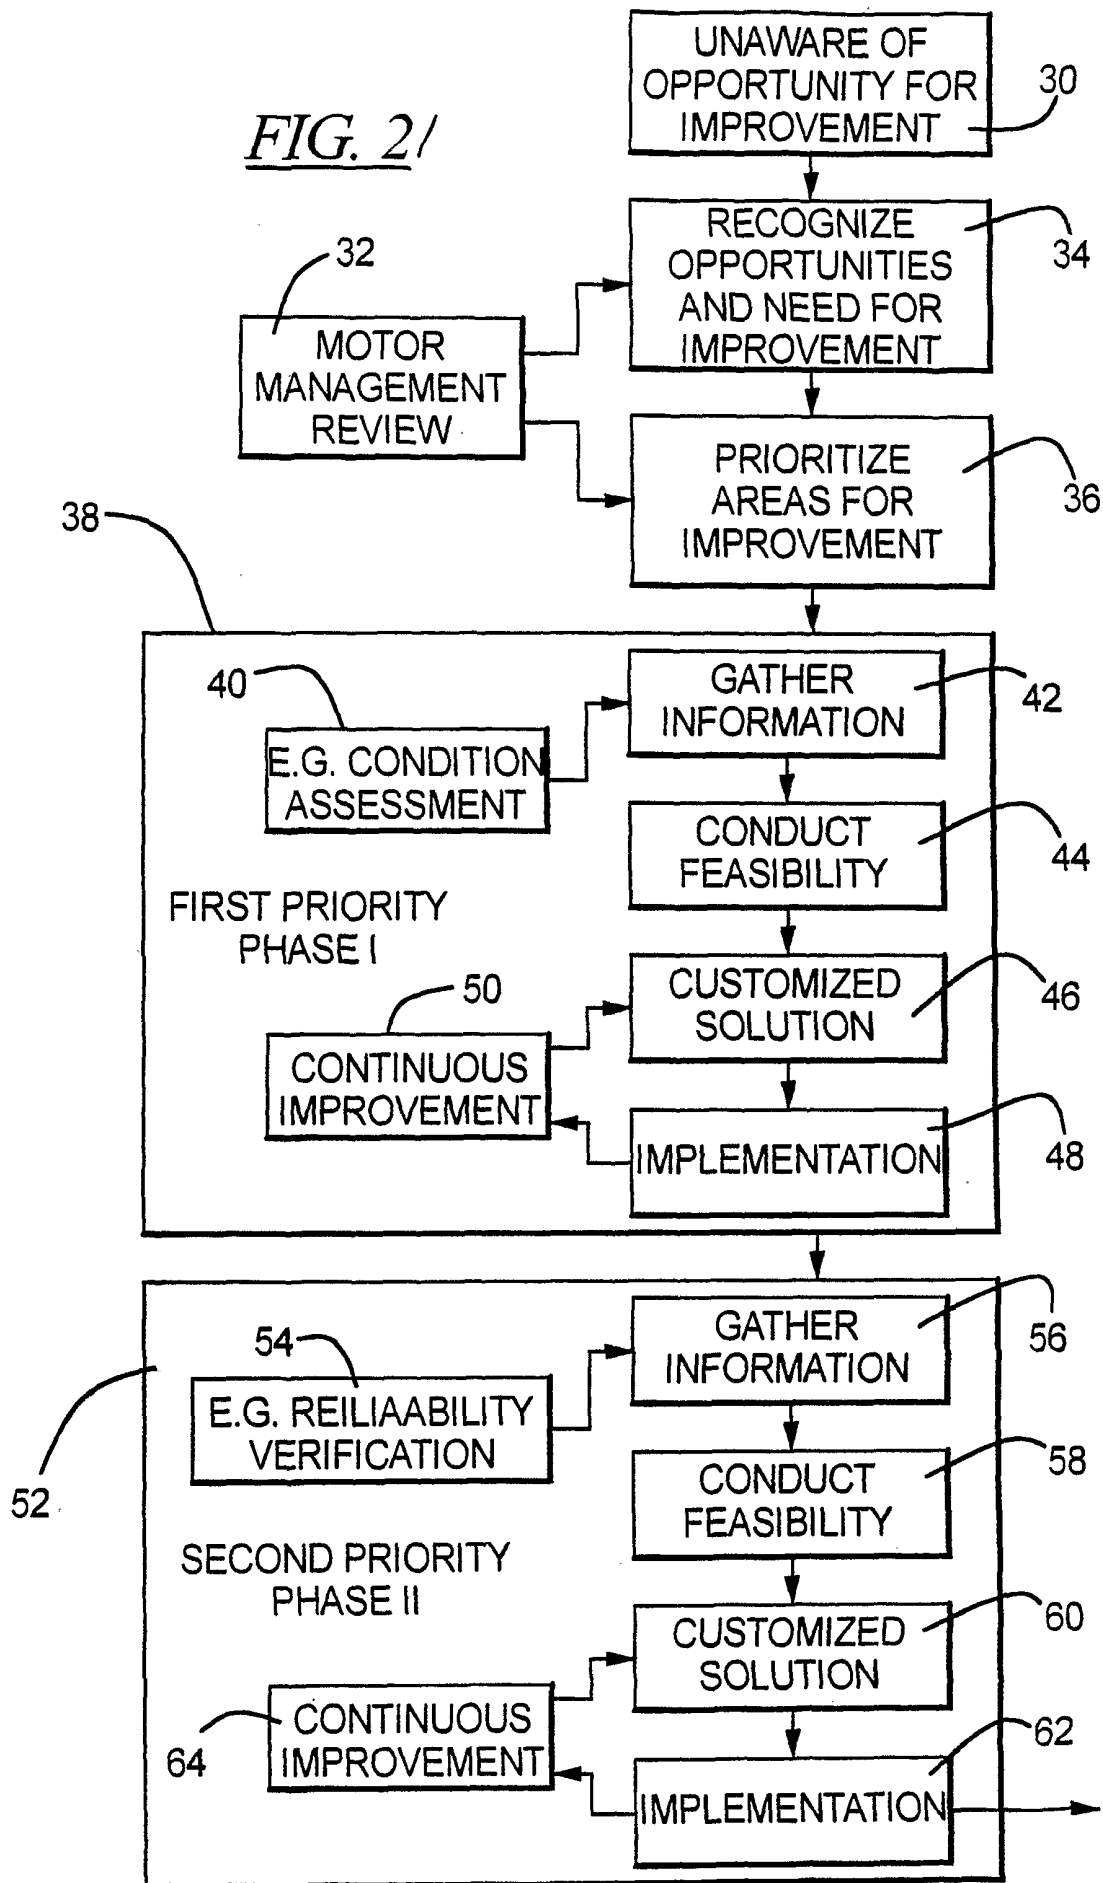 UNAWARE OF
OPPORTUNITY FOR
IMPROVEMENT
30
FIG. 2/
RECOGNIZE
OPPORTUNITIES
AND NEED FOR
IMPROVEMENT
34
32
MOTOR
MANAGEMENT
REVIEW
PRIORITIZE
AREAS FOR
IMPROVEMENT
36
38
40
E.G. CONDITION
ASSESSMENT
GATHER
INFORMATION
42
CONDUCT
FEASIBILITY
44
FIRST PRIORITY
PHASE I
CUSTOMIZED
SOLUTION
46
50
CONTINUOUS
IMPROVEMENT
IMPLEMENTATION
48
52
54
E.G. REILIAABILITY
VERIFICATION
GATHER
INFORMATION
56
CONDUCT
FEASIBILITY
58
SECOND PRIORITY
PHASE II
CUSTOMIZED
SOLUTION
60
64
CONTINUOUS
IMPROVEMENT
IMPLEMENTATION
62